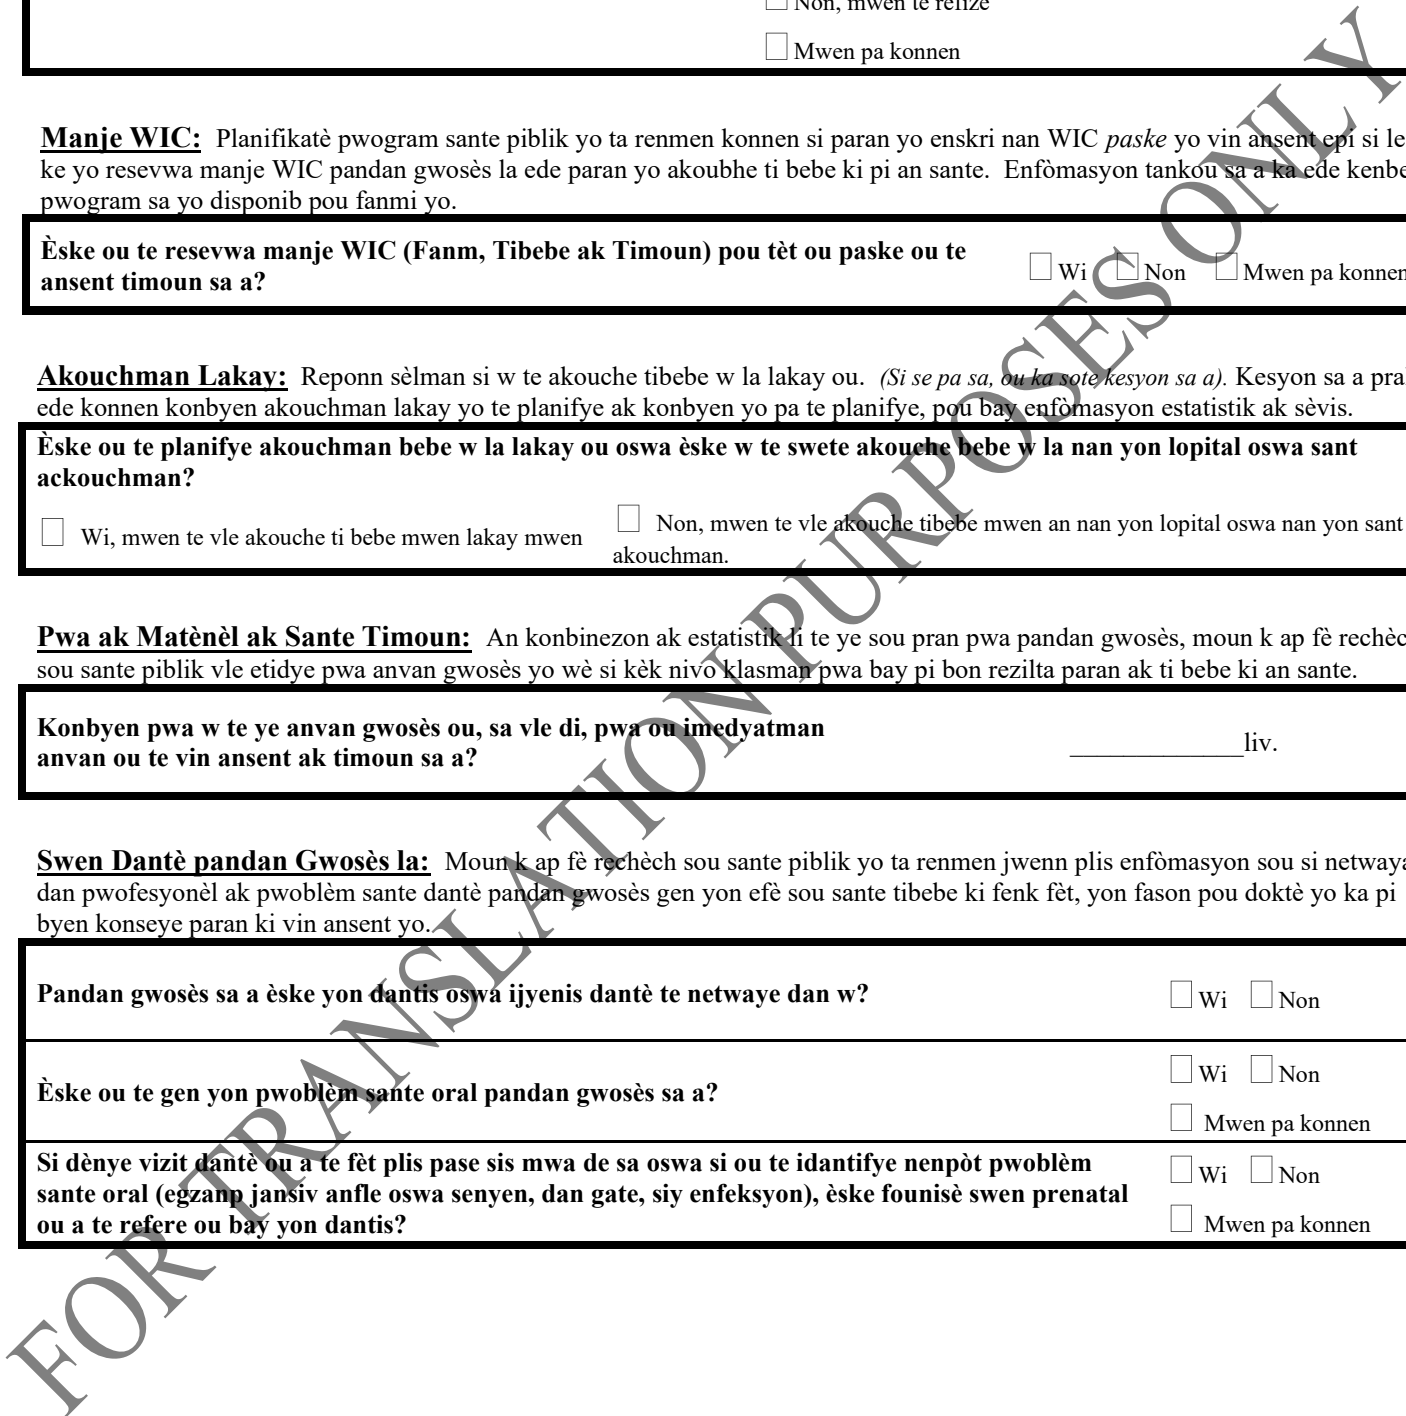 Non, mwen te refize
Mwen pa konnen
Manje WIC: Planifikatè pwogram sante piblik yo ta renmen konnen si paran yo enskri nan WIC paske yo vin ansent epi si le
ke yo resevwa manje WIC pandan gwosès la ede paran yo akoubhe ti bebe ki pi an sante. Enfòmasyon tankou sa a ka ede kenbe
pwogram sa yo disponib pou fanmi yo.
Èske ou te resevwa manje WIC (Fanm, Tibebe ak Timoun) pou tèt ou paske ou te
ansent timoun sa a?
Wi Non Mwen pa konnen
Akouchman Lakay: Reponn sèlman si w te akouche tibebe w la lakay ou. (Si se pa sa, ou ka sote kesyon sa a). Kesyon sa a pra
ede konnen konbyen akouchman lakay yo te planifye ak konbyen yo pa te planifye, pou bay enfòmasyon estatistik ak sèvis.
Èske ou te planifye akouchman bebe w la lakay ou oswa èske w te swete akouche bebe w la nan yon lopital oswa sant
ackouchman?
Wi, mwen te vle akouche ti bebe mwen lakay mwen
Non, mwen te vle akouche tibebe mwen an nan yon lopital oswa nan yon sant
akouchman.
Pwa ak Matènèl ak Sante Timoun: An konbinezon ak estatistik li te ye sou pran pwa pandan gwosès, moun k ap fè rechèc
sou sante piblik vle etidye pwa anvan gwosès yo wè si kèk nivo klasman pwa bay pi bon rezilta paran ak ti bebe ki an sante.
Konbyen pwa w te ye anvan gwosès ou, sa vle di, pwa ou imedyatman
anvan ou te vin ansent ak timoun sa a?
_____________liv.
Swen Dantè pandan Gwosès la: Moun k ap fè rechèch sou sante piblik yo ta renmen jwenn plis enfòmasyon sou si netwaya
dan pwofesyonèl ak pwoblèm sante dantè pandan gwosès gen yon efè sou sante tibebe ki fenk fèt, yon fason pou doktè yo ka pi
byen konseye paran ki vin ansent yo.
Pandan gwosès sa a èske yon dantis oswa ijyenis dantè te netwaye dan w?
Wi Non
Èske ou te gen yon pwoblèm sante oral pandan gwosès sa a?
Wi Non
Mwen pa konnen
Si dènye vizit dantè ou a te fèt plis pase sis mwa de sa oswa si ou te idantifye nenpòt pwoblèm
sante oral (egzanp jansiv anfle oswa senyen, dan gate, siy enfeksyon), èske founisè swen prenatal
ou a te refere ou bay yon dantis?
Wi Non
Mwen pa konnen
FOR TRANSLATION PURPOSES ONLY